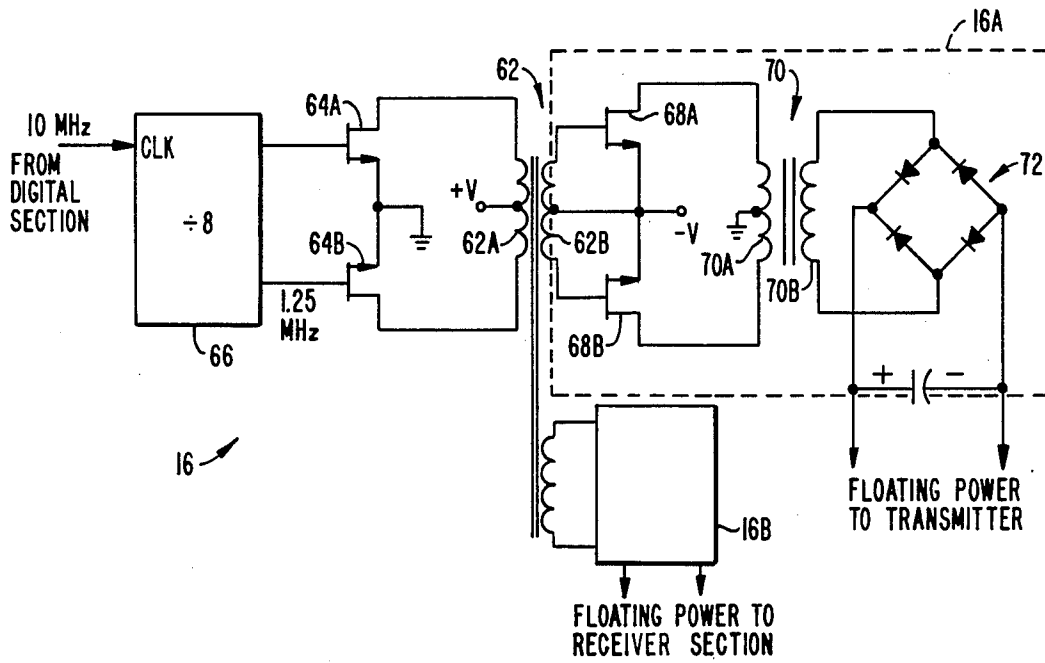 16A
62
70
64A
68A
10 MHz
FROM
DIGITAL
SECTION
CLK
÷8
+V
62A
62B
-V
70A
70B
72
64B
1.25
MHz
66
68B
+ -
16
16B
FLOATING POWER
TO TRANSMITTER
FLOATING POWER TO
RECEIVER SECTION